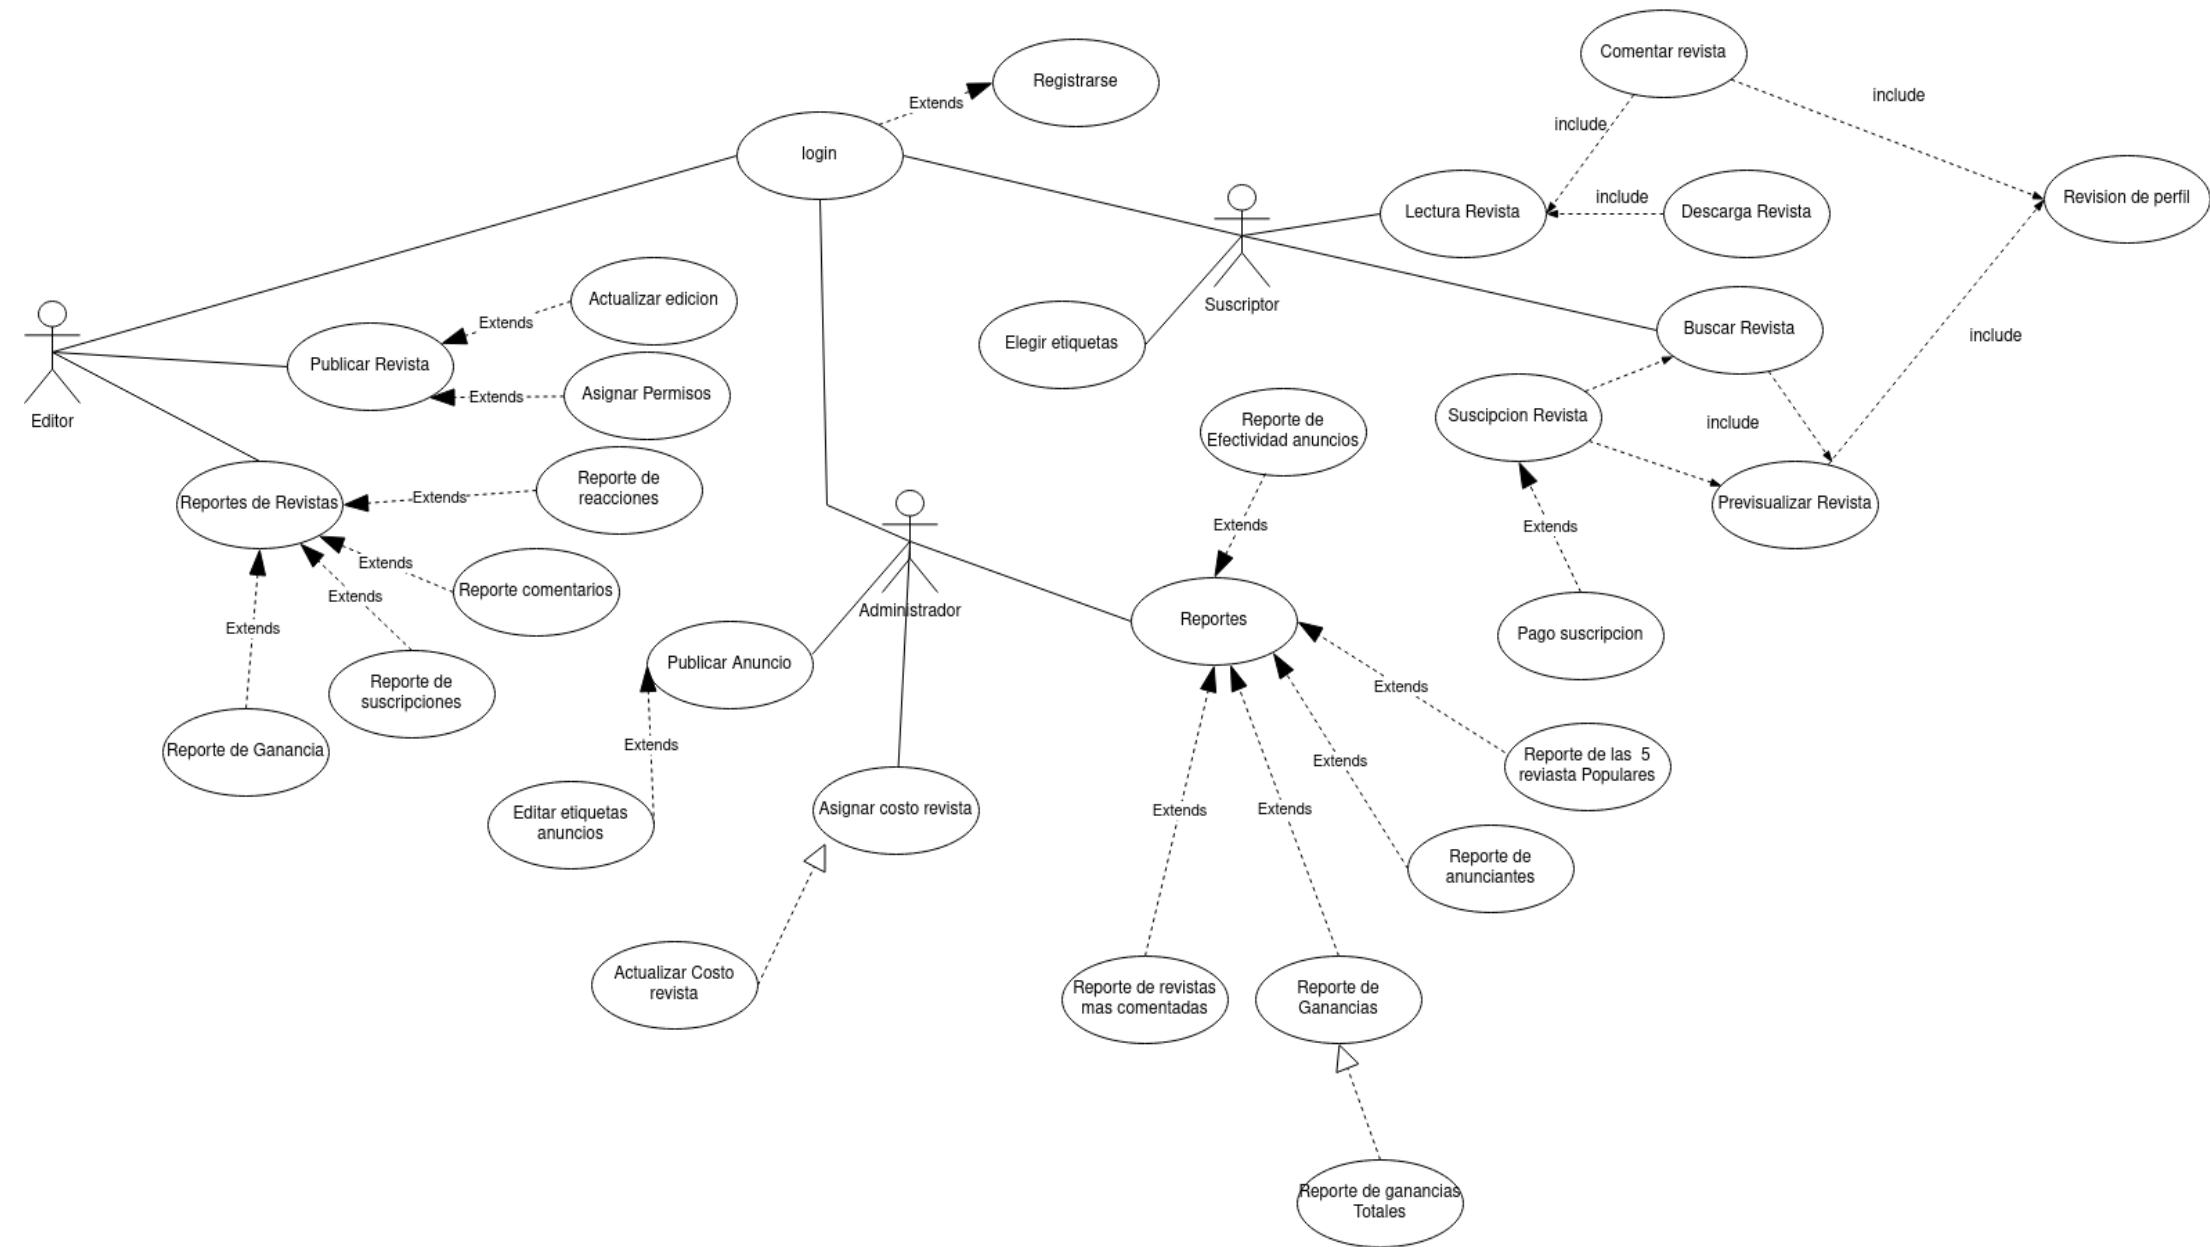 Comentar revista
include
Registrarse
Extends
login
include
include
Lectura Revista
Descarga Revista
Revision de perfil
Suscriptor
Actualizar edicion
Extends
Publicar Revista
Extends
Asignar Permisos
Editor
Elegir etiquetas
Buscar Revista
include
Suscipcion Revista
include
Previsualizar Revista
Reporte de
Efectividad anuncios
Extends
Reportes de Revistas
Extends
Reporte de
reacciones
Extends
Reporte comentarios
Extends
Extends
Reporte de
suscripciones
Reporte de Ganancia
Administrador
Publicar Anuncio
Extends
Editar etiquetas
anuncios
Asignar costo revista
Actualizar Costo
revista
Reportes
Extends
Pago suscripcion
Extends
Reporte de las  5
reviasta Populares
Extends
Reporte de
anunciantes
Extends
Extends
Reporte de revistas
mas comentadas
Reporte de
Ganancias
Reporte de ganancias
Totales